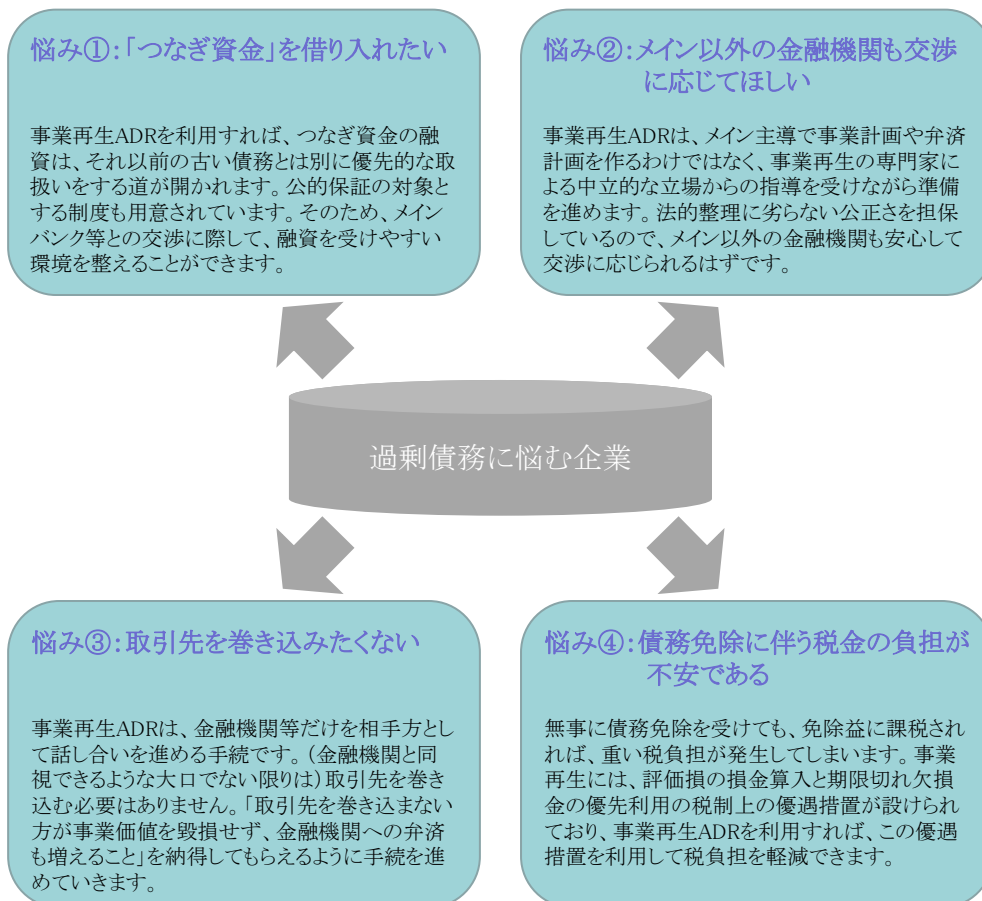 悩み①：「つなぎ資金」を借り入れたい
事業再生ADRを利用すれば、つなぎ資金の融
資は、それ以前の古い債務とは別に優先的な取
扱いをする道が開かれます。公的保証の対象と
する制度も用意されています。そのため、メイン
バンク等との交渉に際して、融資を受けやすい
環境を整えることができます。
悩み②：メイン以外の金融機関も交渉
に応じてほしい
事業再生ADRは、メイン主導で事業計画や弁済
計画を作るわけではなく、事業再生の専門家に
よる中立的な立場からの指導を受けながら準備
を進めます。法的整理に劣らない公正さを担保
しているので、メイン以外の金融機関も安心して
交渉に応じられるはずです。
過剰債務に悩む企業
悩み③：取引先を巻き込みたくない
事業再生ADRは、金融機関等だけを相手方とし
て話し合いを進める手続です。（金融機関と同
視できるような大口でない限りは）取引先を巻き
込む必要はありません。「取引先を巻き込まない
方が事業価値を毀損せず、金融機関への弁済
も増えること」を納得してもらえるように手続を進
めていきます。
悩み④：債務免除に伴う税金の負担が
不安である
無事に債務免除を受けても、免除益に課税され
れば、重い税負担が発生してしまいます。事業
再生には、評価損の損金算入と期限切れ欠損
金の優先利用の税制上の優遇措置が設けられ
ており、事業再生ADRを利用すれば、この優遇
措置を利用して税負担を軽減できます。